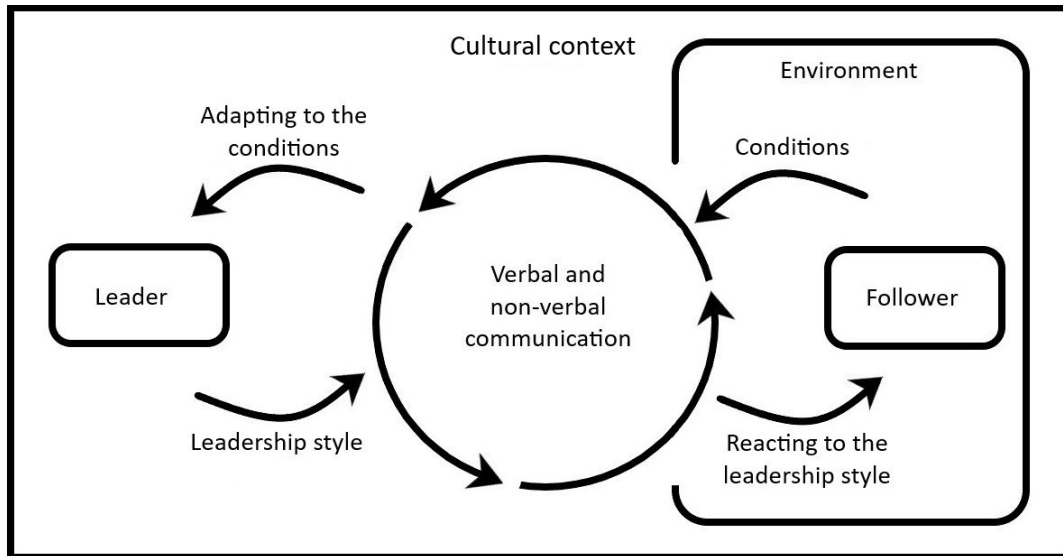 Cultural context
Environment
Adapting to the
conditions
Conditions
Leader
Verbal and
non-verbal
communication
Follower
Leadership style
Reacting to the
leadership style